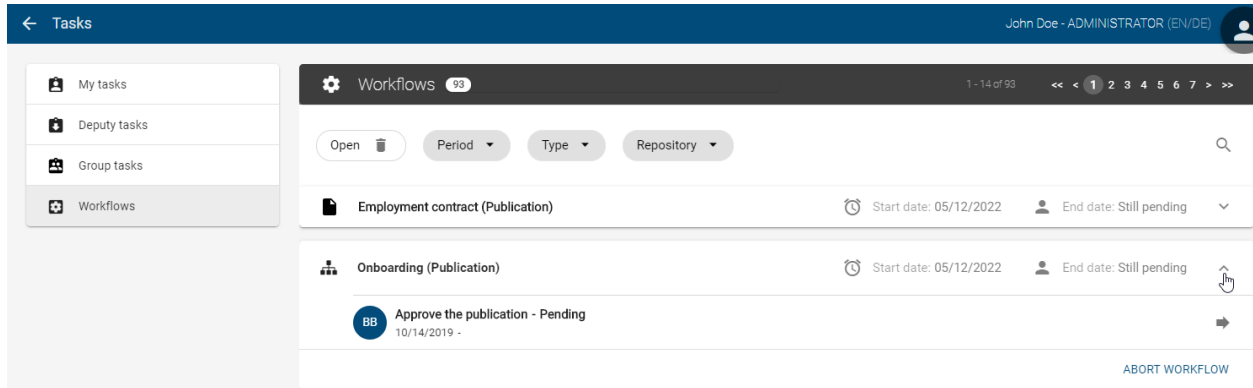 Tasks
John Doe - ADMINISTRATOR (EN/DE)
My tasks
Deputy tasks
Group tasks
Workflows
Workflows 93
1 - 14 of 93 << < 1 2 3 4 5 6 7 > >>
Open Period Type Repository
Employment contract (Publication) Start date: 05/12/2022 End date: Still pending
Onboarding (Publication) Start date: 05/12/2022 End date: Still pending
BB Approve the publication - Pending
10/14/2019 -
ABORT WORKFLOW